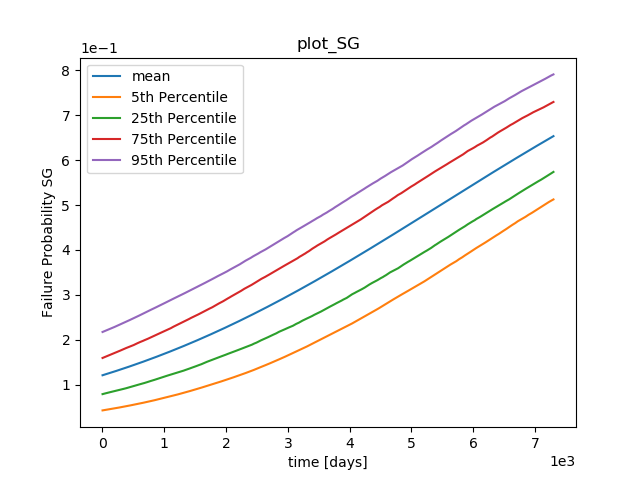 plot_SG
1e−1
mean
5th Percentile
25th Percentile
75th Percentile
95th Percentile
8
7
6
5
4
3
2
1
Failure Probability SG
0 1 2 3 4 5 6 7
time [days]
1e3